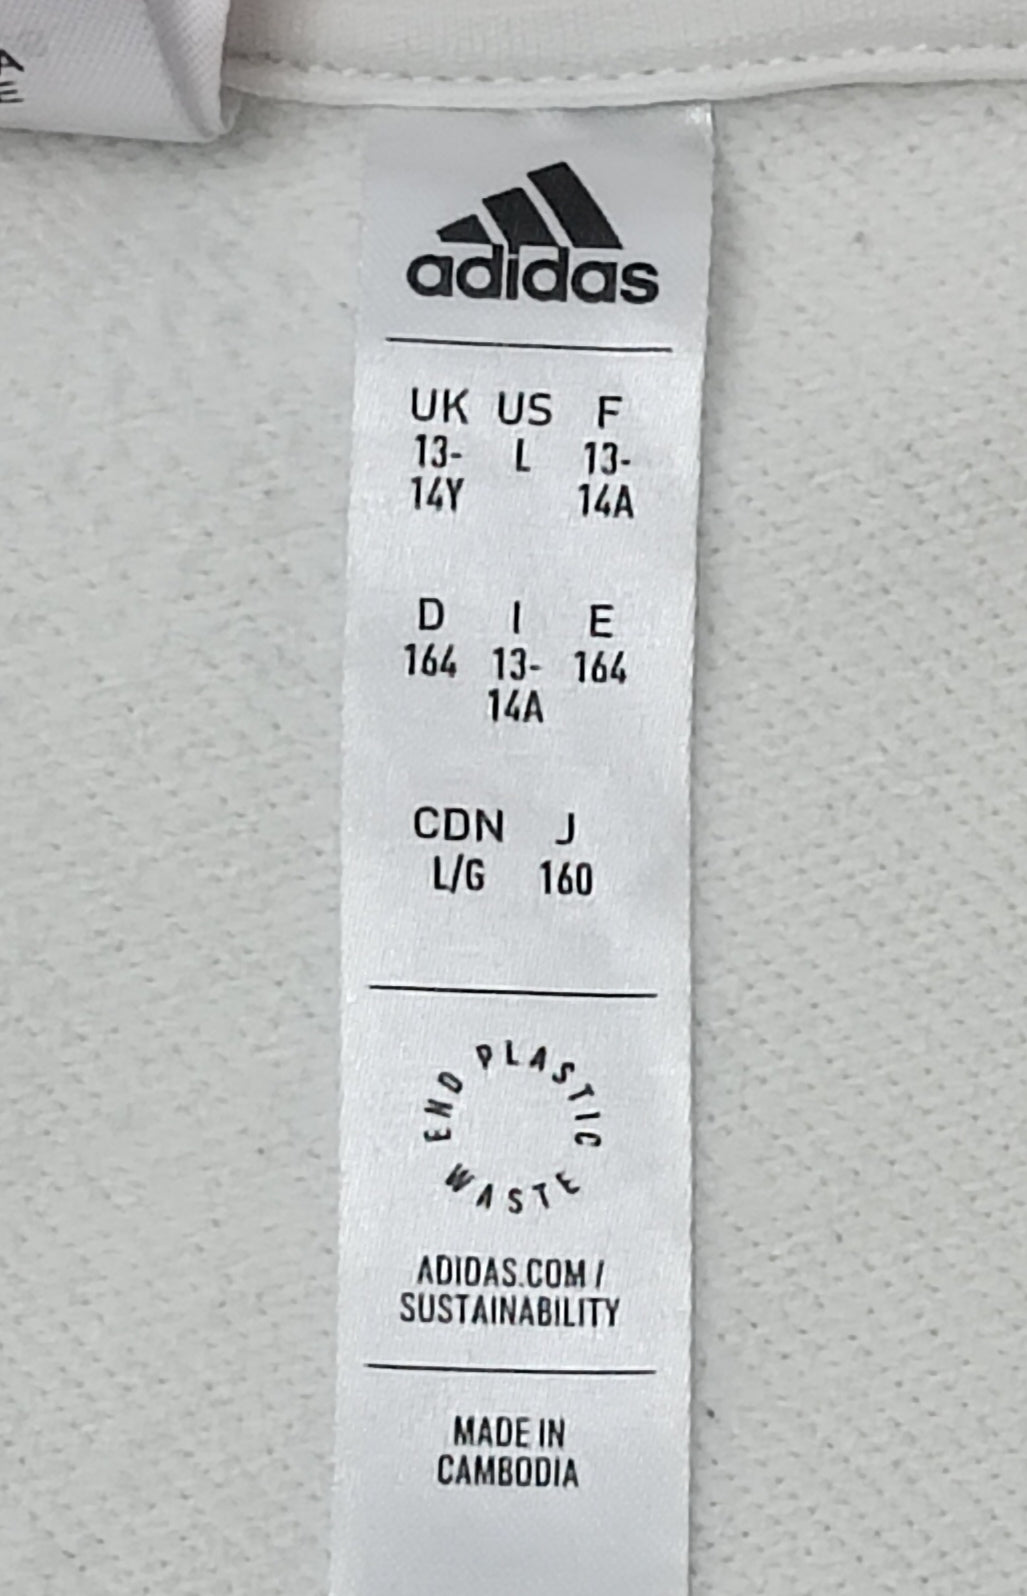 adidas
UK US F
13- L 13-
14Y 14A
D I E
164 13- 164
14A
CDN J
L/G 160
END PLASTIC WASTE
ADIDAS.COM /
SUSTAINABILITY
MADE IN
CAMBODIA